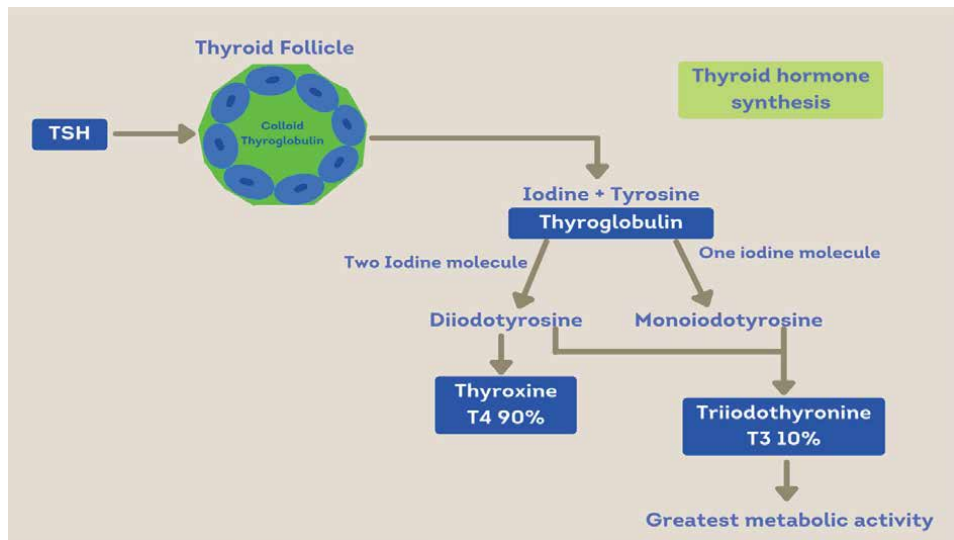 Thyroid Follicle
Thyroid hormone
synthesis
TSH
Colloid
Thyroglobulin
Iodine + Tyrosine
Thyroglobulin
Two Iodine molecule
One iodine molecule
Diiodotyrosine
Monoiodotyrosine
Thyroxine
T4 90%
Triiodothyronine
T3 10%
Greatest metabolic activity